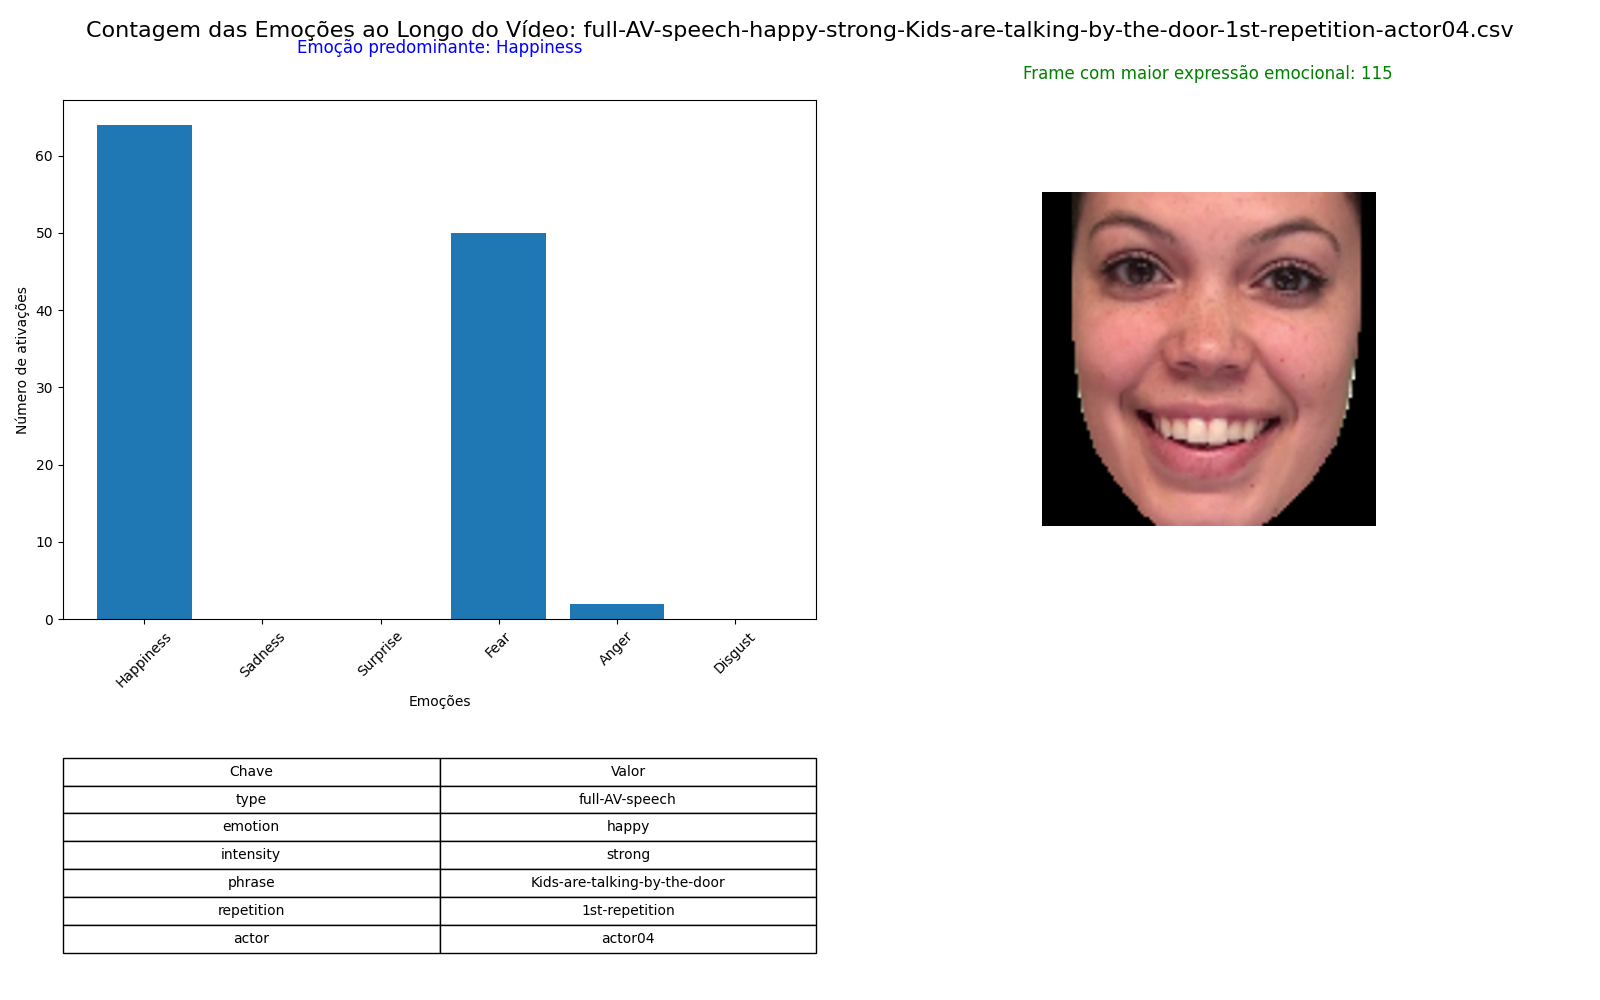 Contagem das Emoções ao Longo do Vídeo: full-AV-speech-happy-strong-Kids-are-talking-by-the-door-1st-repetition-actor04.csv
Emoção predominante: Happiness
Frame com maior expressão emocional: 115
Número de ativações
60
50
40
30
20
10
0
Happiness
Sadness
Surprise
Fear
Anger
Disgust
Emoções
Chave Valor
type full-AV-speech
emotion happy
intensity strong
phrase Kids-are-talking-by-the-door
repetition 1st-repetition
actor actor04